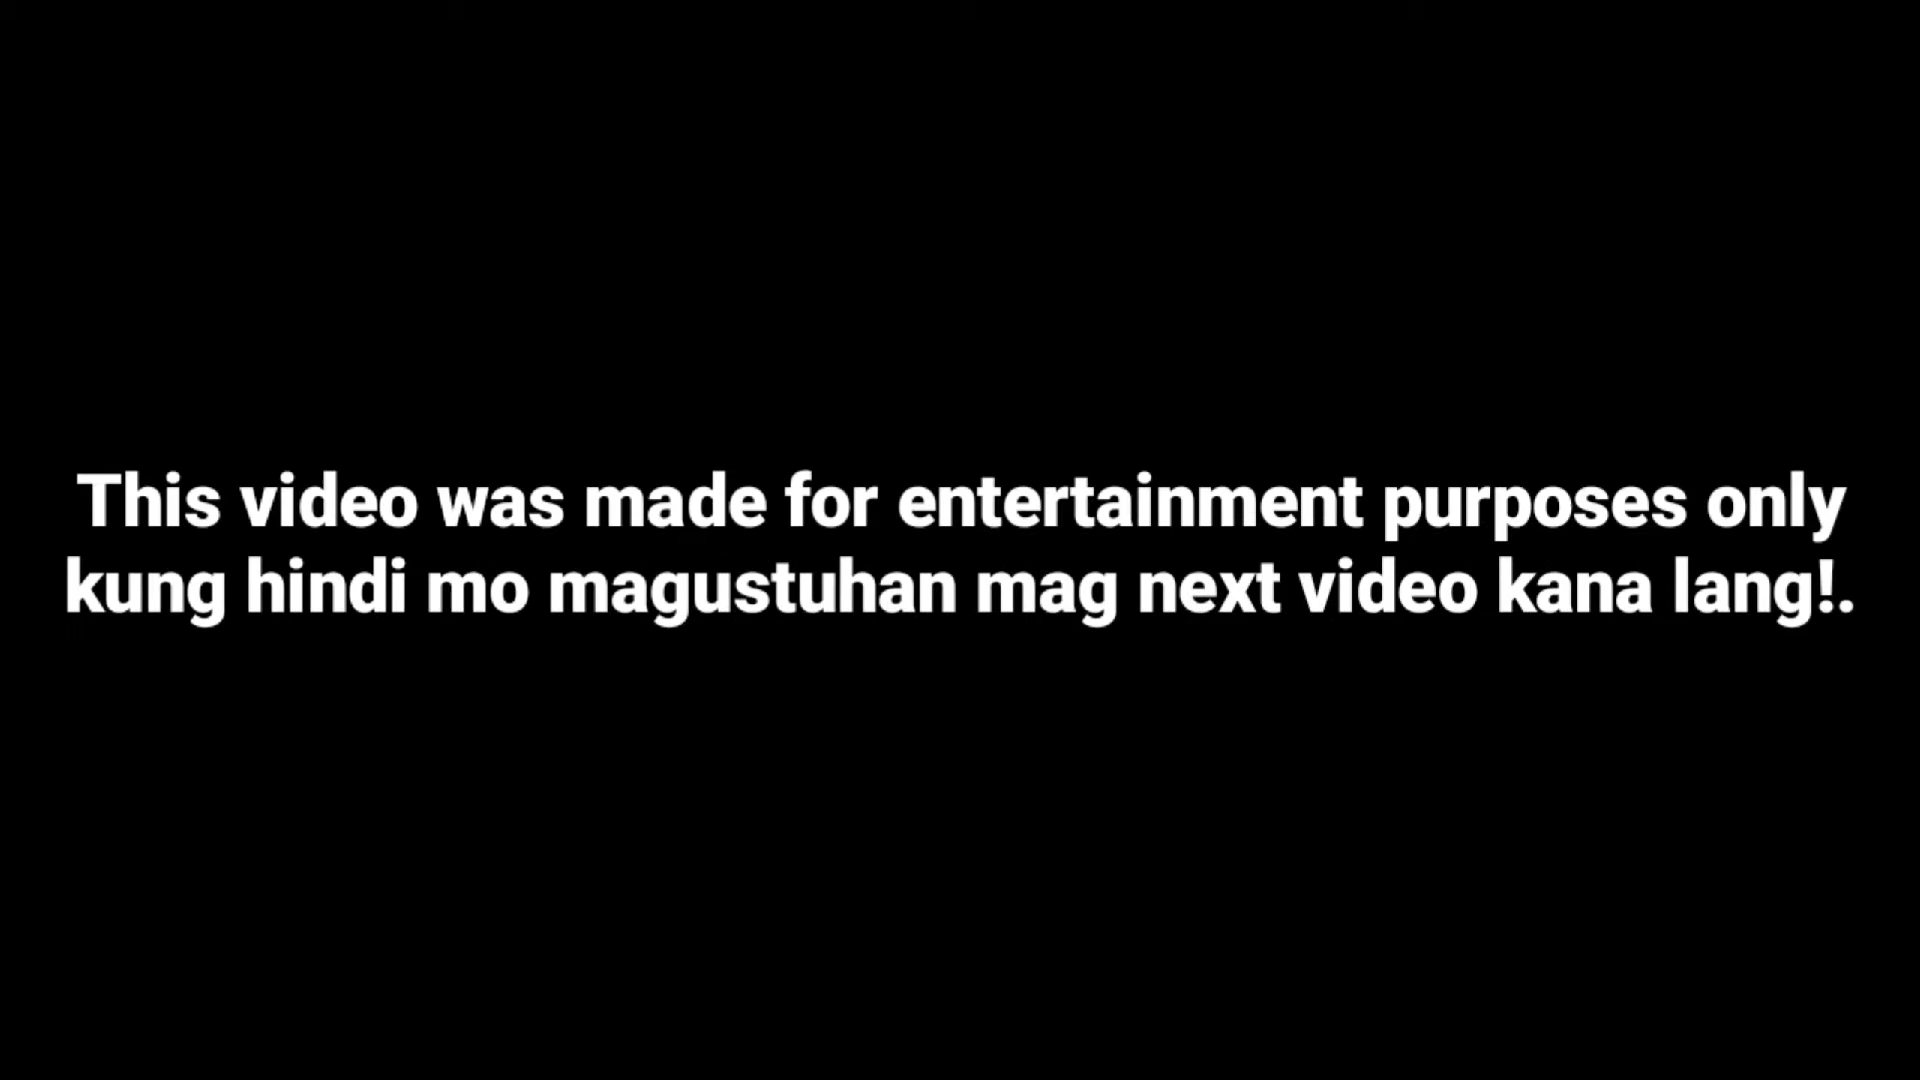 This video was made for entertainment purposes only
kung hindi mo magustuhan mag next video kana lang!.